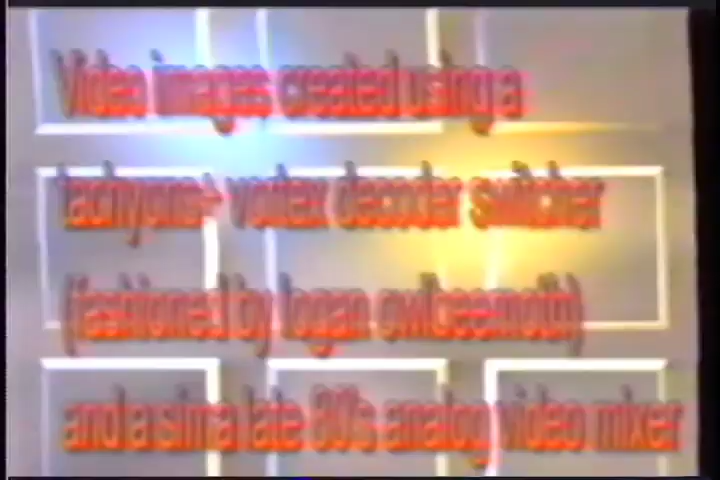 Video images created using a
tachyons+ vortex decoder switcher
(fashioned by logan owlbeemoth)
and a sima late 80's analog video mixer